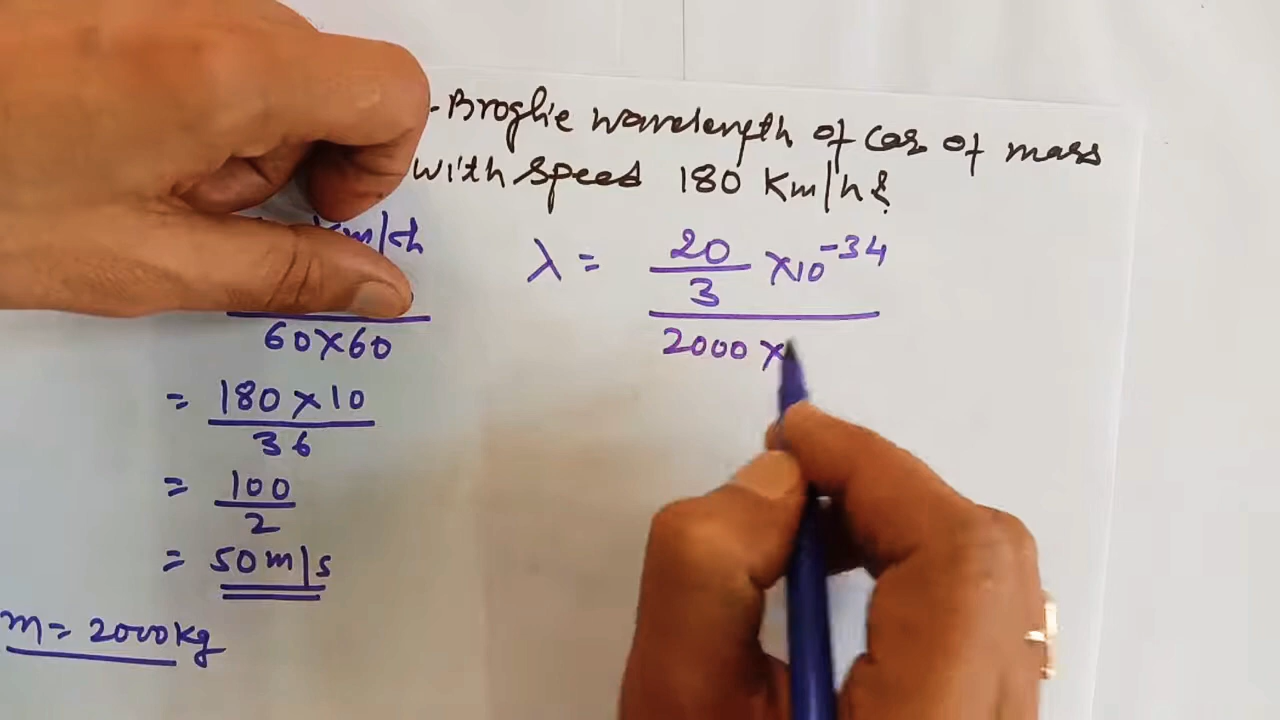 -Broglie wavelength of car of mass
with speed 180 Km/h?
Km/h
60×60
= 180×10
36
= 100
2
= 50m/s
m= 2000kg
λ = 20
3 ×10⁻³⁴
2000×